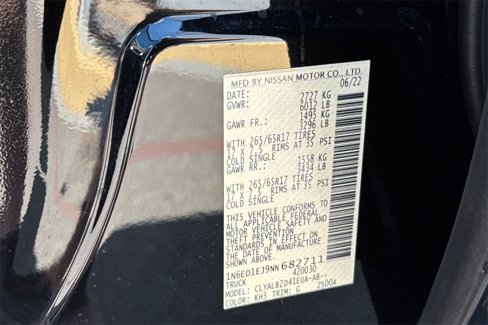 MFD BY NISSAN MOTOR CO., LTD.
DATE: 06/22
GVWR: 2727 KG
6012 LB
GAWR FR.: 1495 KG
3296 LB
WITH 265/65R17 TIRES
17 X 7.5 RIMS AT 35 PSI
COLD SINGLE
GAWR RR.: 1558 KG
3434 LB
WITH 265/65R17 TIRES
17 X 7.5 RIMS AT 35 PSI
COLD SINGLE
THIS VEHICLE CONFORMS TO
ALL APPLICABLE FEDERAL
MOTOR VEHICLE SAFETY AND
THEFT PREVENTION
STANDARDS IN EFFECT ON
THE DATE OF MANUFACTURE
SHOWN ABOVE.
1N6ED1EJ9NN682711
TRUCK 420030
MODEL: CLYALB2D41EUA-A8--
COLOR: KH3 TRIM: G 2S00A